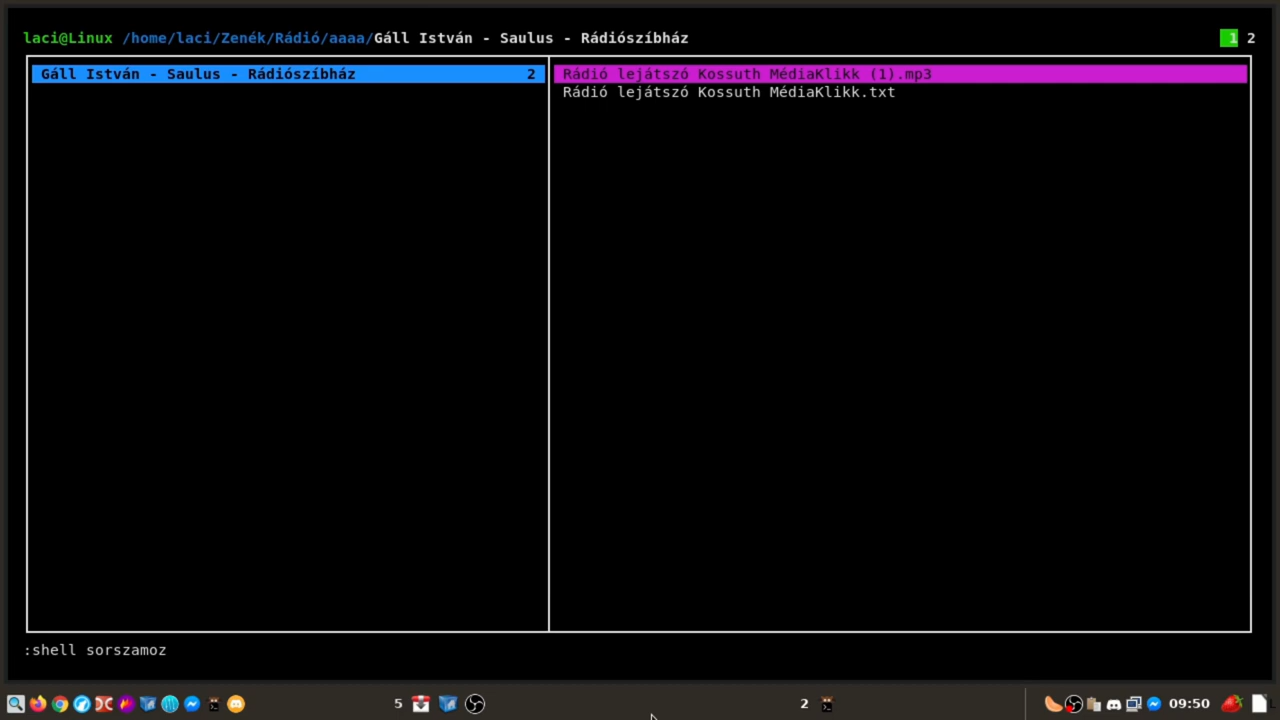 laci@Linux /home/laci/Zenék/Rádió/aaaa/Gáll István - Saulus - Rádiószíbház 1 2
Gáll István - Saulus - Rádiószíbház 2
Rádió lejátszó Kossuth MédiaKlikk (1).mp3
Rádió lejátszó Kossuth MédiaKlikk.txt
:shell sorszamoz
5 2 09:50